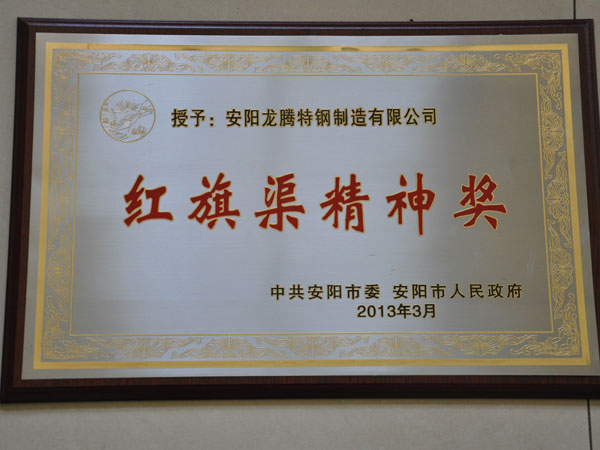 授予：安阳龙腾特钢制造有限公司
红旗渠精神奖
中共安阳市委 安阳市人民政府
2013年3月